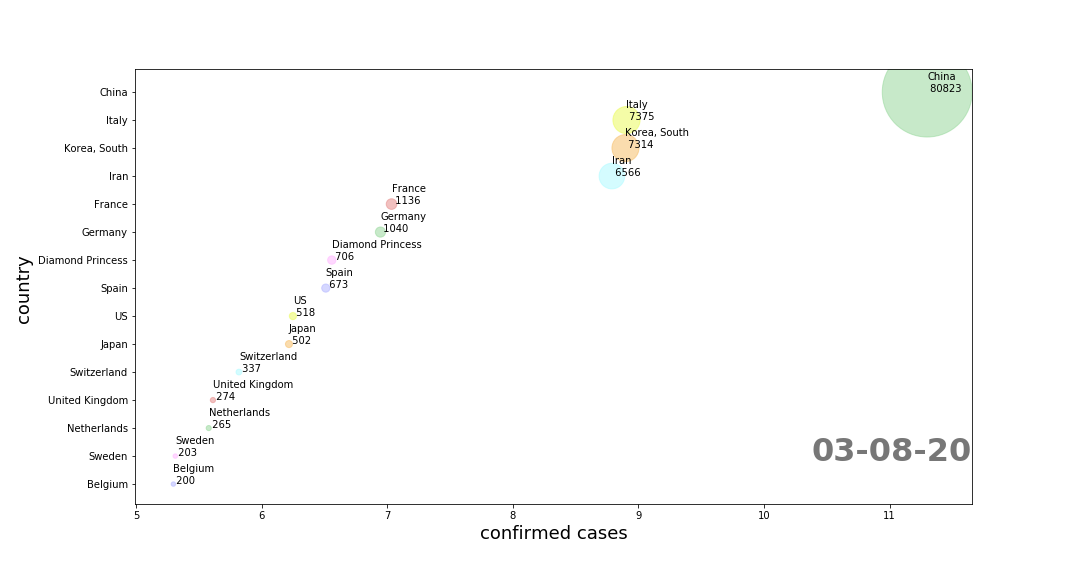 China
80823
China
Italy
7375
Italy
Korea, South
7314
Korea, South
Iran
6566
Iran
France
1136
France
Germany
1040
Germany
Diamond Princess
706
Diamond Princess
Spain
673
Spain
US
518
US
Japan
502
Japan
Switzerland
337
Switzerland
United Kingdom
274
United Kingdom
Netherlands
265
Netherlands
Sweden
203
Sweden
03-08-20
Belgium
200
Belgium
country
5 6 7 8 9 10 11
confirmed cases